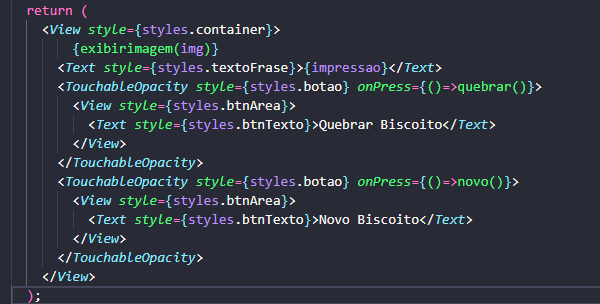 return (
<View style={styles.container}>
{exibirimagem(img)}
<Text style={styles.textoFrase}>{impressao}</Text>
<TouchableOpacity style={styles.botao} onPress={()=>quebrar()}>
<View style={styles.btnArea}>
<Text style={styles.btnTexto}>Quebrar Biscoito</Text>
</View>
</TouchableOpacity>
<TouchableOpacity style={styles.botao} onPress={()=>novo()}>
<View style={styles.btnArea}>
<Text style={styles.btnTexto}>Novo Biscoito</Text>
</View>
</TouchableOpacity>
</View>
);